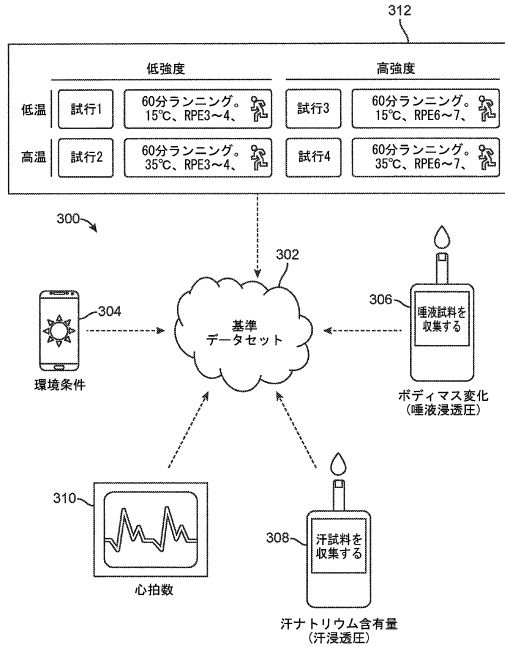 312
低強度
高強度
低温
試行1
60分ランニング。
15℃、RPE3～4、
試行3
60分ランニング。
15℃、RPE6～7、
高温
試行2
60分ランニング。
35℃、RPE3～4、
試行4
60分ランニング。
35℃、RPE6～7、
300
302
304
306
基準
データセット
唾液試料を
収集する
環境条件
ボディマス変化
(唾液浸透圧)
310
308
汗試料を
収集する
心拍数
汗ナトリウム含有量
(汗浸透圧)